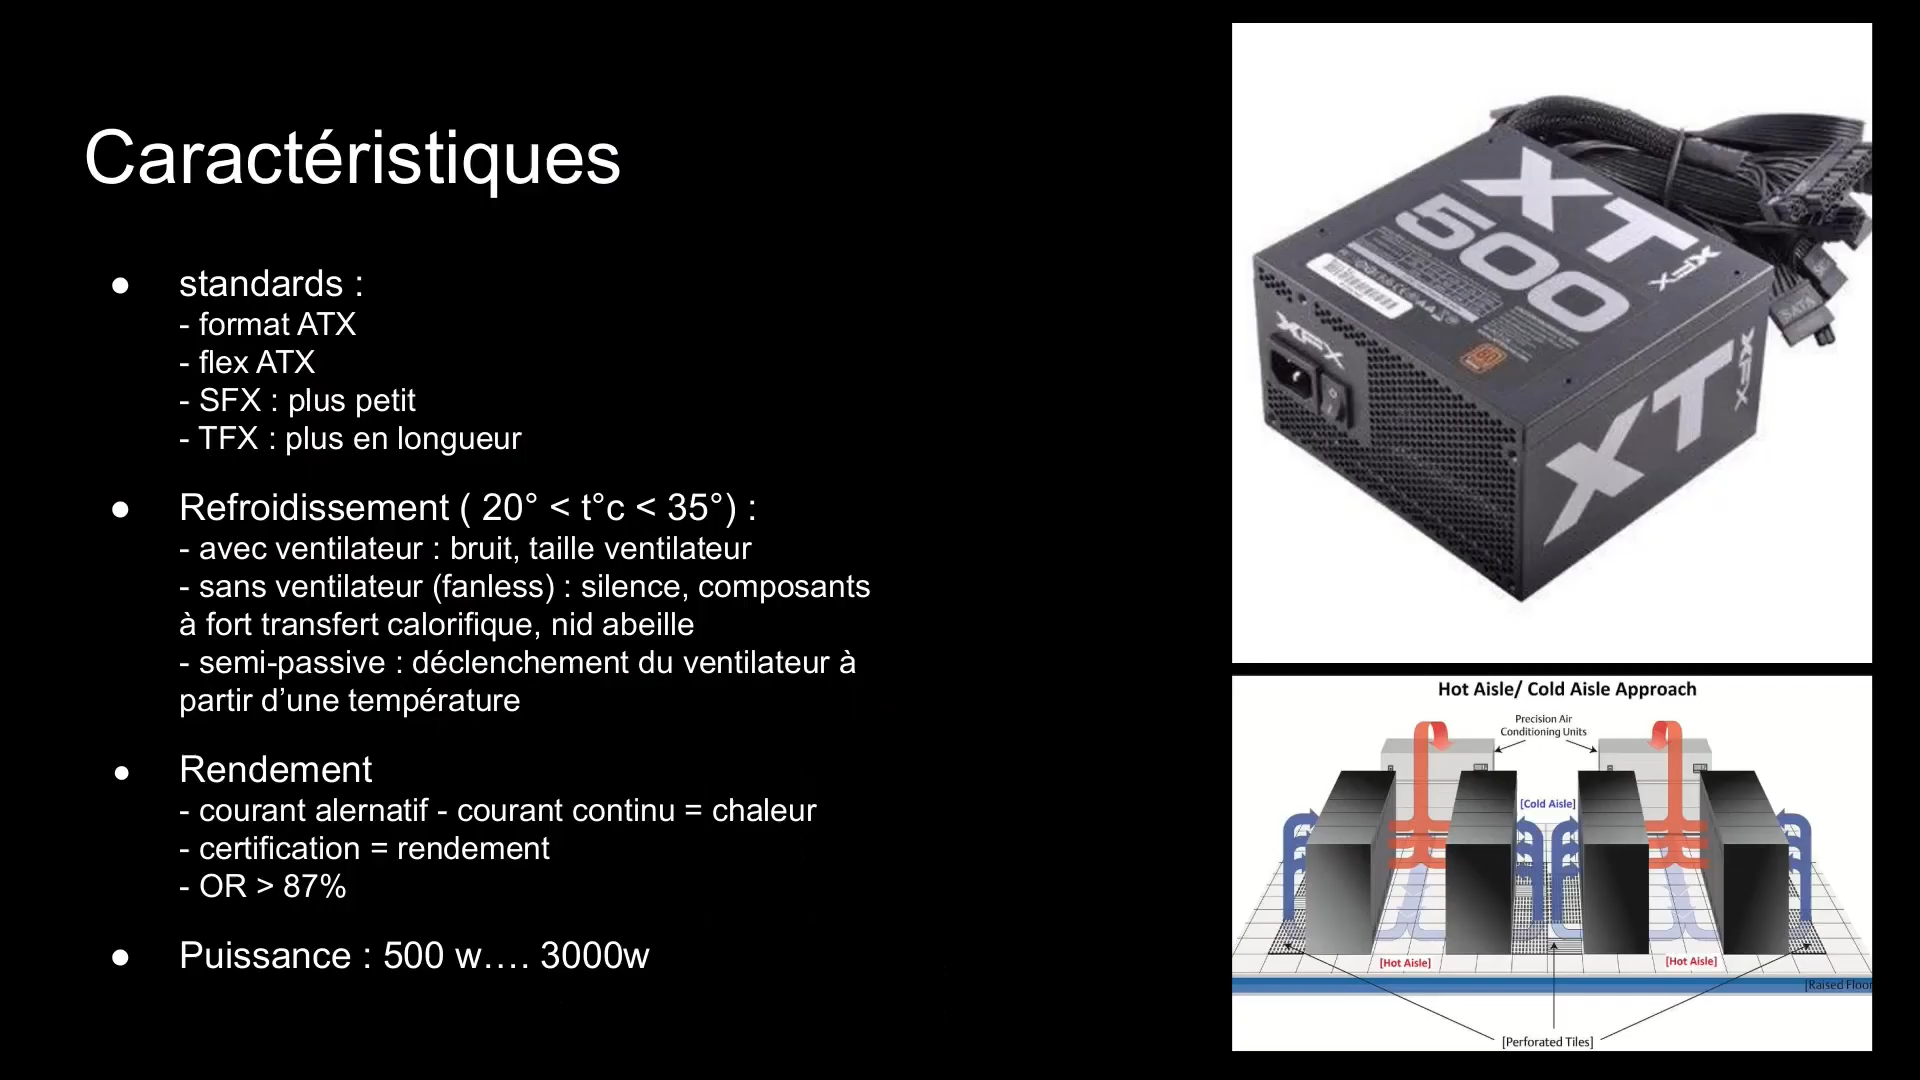 Caractéristiques
● standards :
- format ATX
- flex ATX
- SFX : plus petit
- TFX : plus en longueur
● Refroidissement ( 20° < t°c < 35°) :
- avec ventilateur : bruit, taille ventilateur
- sans ventilateur (fanless) : silence, composants
à fort transfert calorifique, nid abeille
- semi-passive : déclenchement du ventilateur à
partir d’une température
● Rendement
- courant alernatif - courant continu = chaleur
- certification = rendement
- OR > 87%
● Puissance : 500 w…. 3000w
XT
500
XFX
XFX
XT
XFX
SATA
Hot Aisle/ Cold Aisle Approach
Precision Air
Conditioning Units
[Cold Aisle]
[Hot Aisle]
[Hot Aisle]
[Raised Floor
[Perforated Tiles]